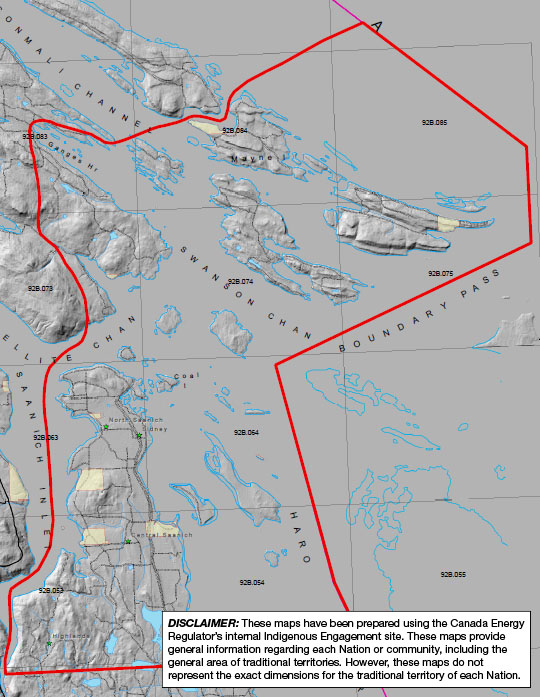 A
ONMALI CHANNEL
92B.085
92B.083
92B.084
Ganges Hr
Mayne I
SWANSON CHAN
92B.073
92B.074
92B.075
BOUNDARY PASS
ELLITE CHAN
Coal
I
SAANICH INLET
North Saanich
Sidney
92B.063
92B.064
HARO
Central Saanich
92B.053
92B.054
92B.055
Highlands
DISCLAIMER: These maps have been prepared using the Canada Energy
Regulator's internal Indigenous Engagement site. These maps provide
general information regarding each Nation or community, including the
general area of traditional territories. However, these maps do not
represent the exact dimensions for the traditional territory of each Nation.